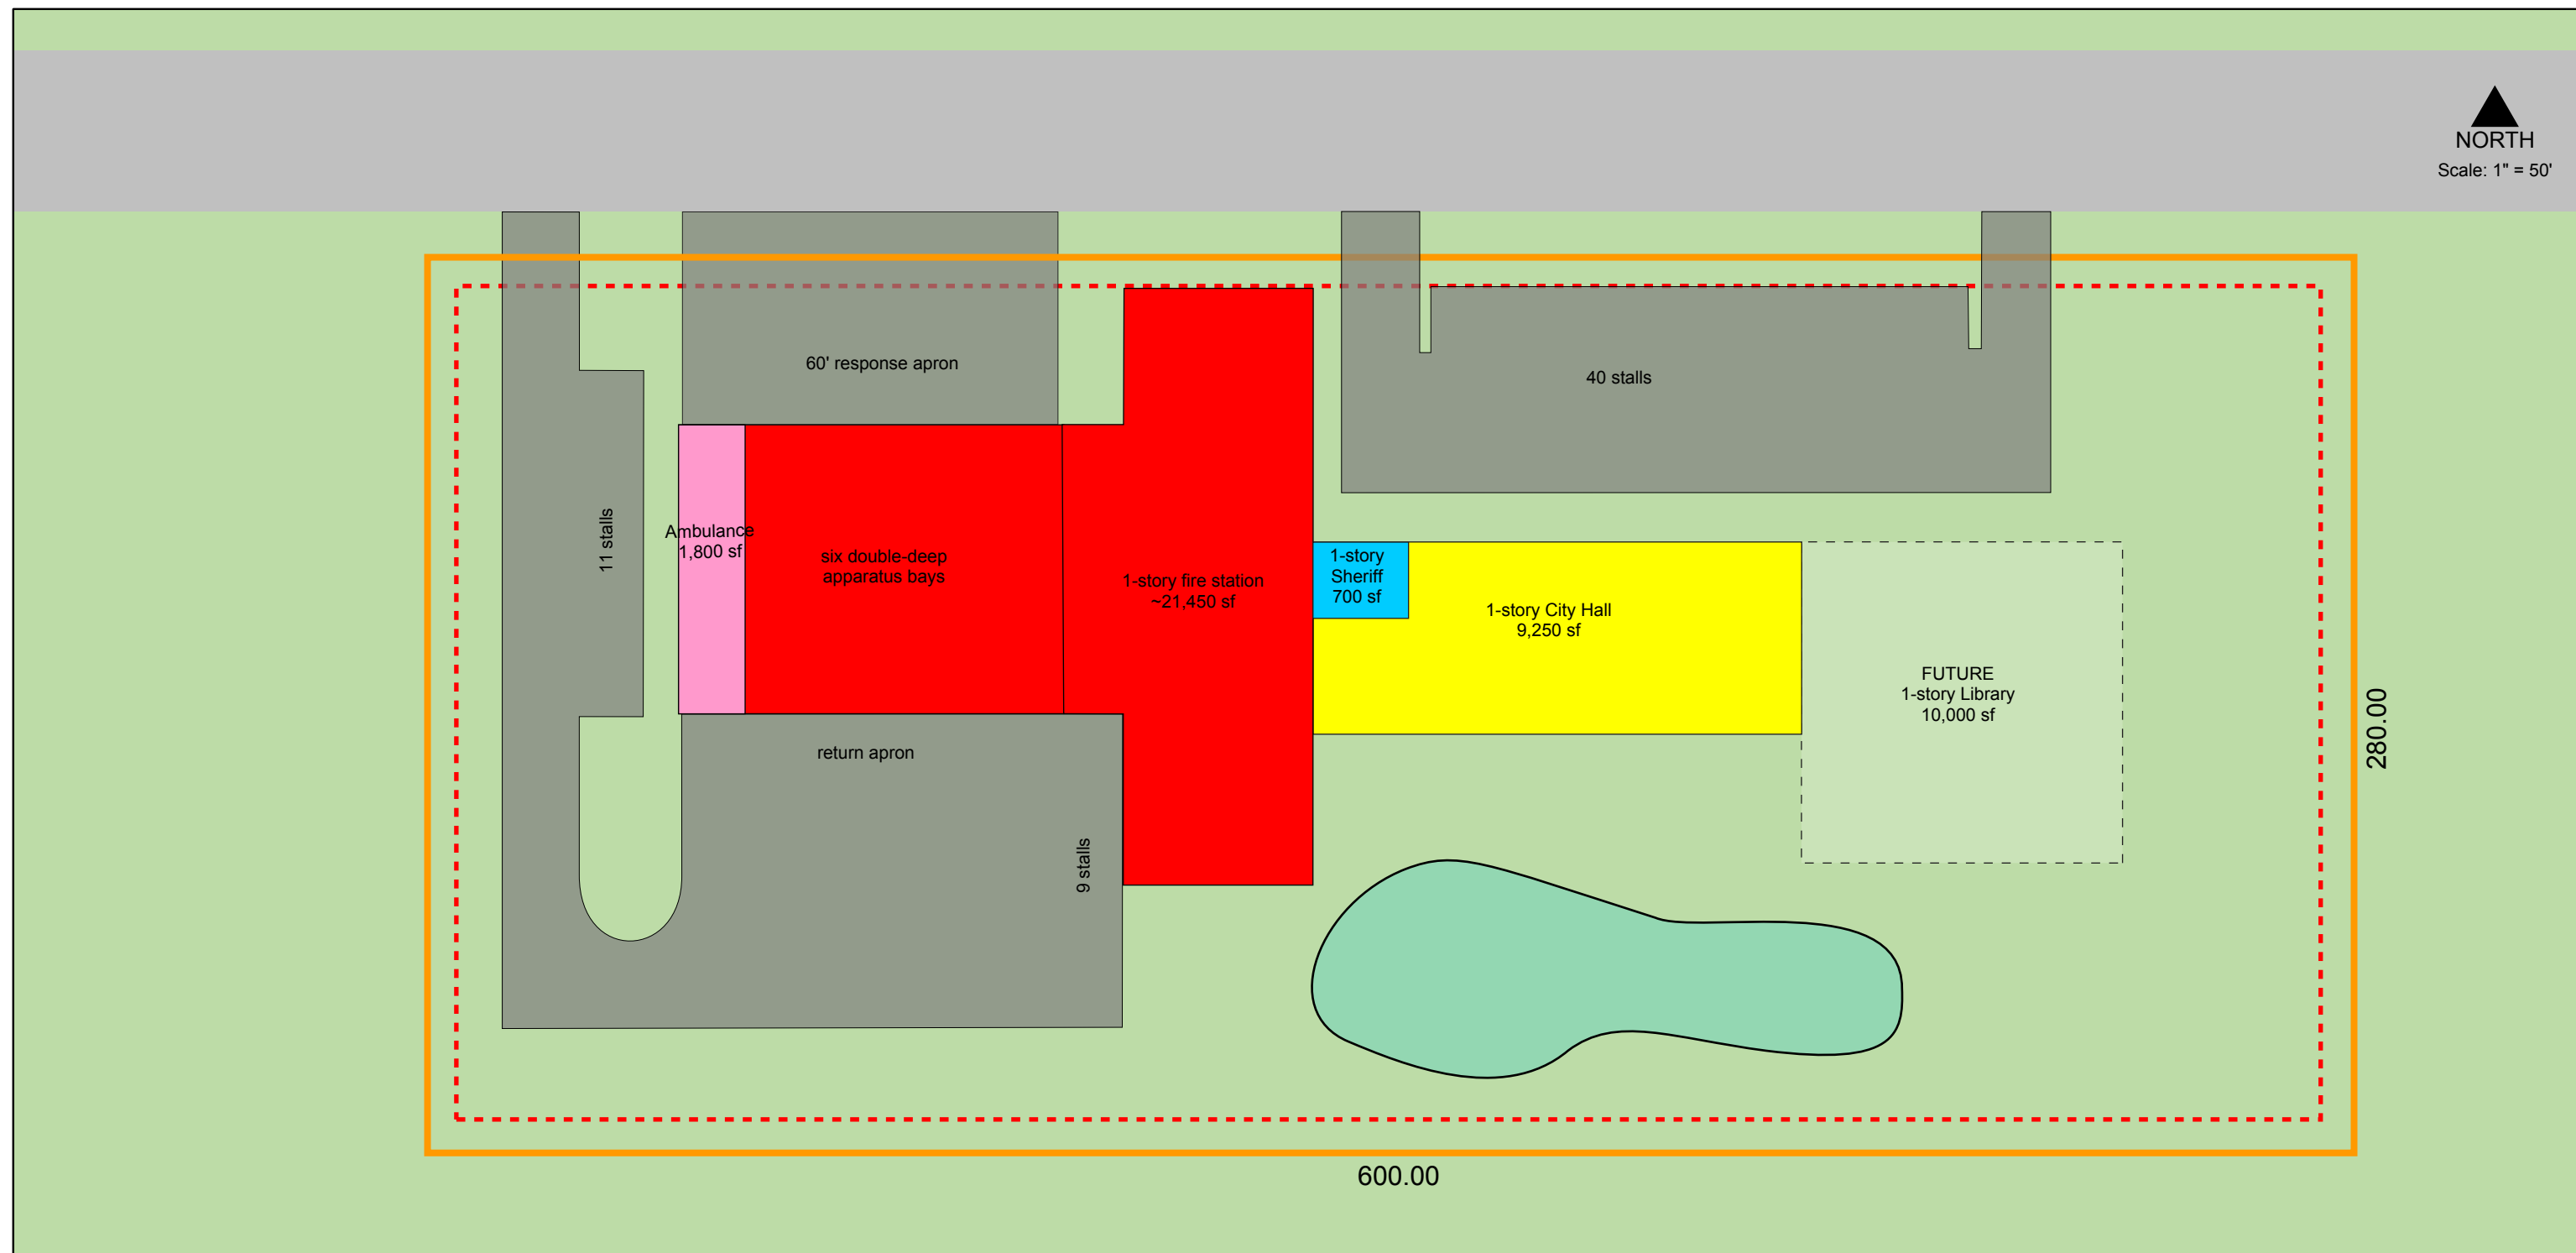 NORTH
Scale: 1" = 50'
60' response apron
40 stalls
11 stalls
Ambulance
1,800 sf
six double-deep
apparatus bays
1-story fire station
~21,450 sf
1-story
Sheriff
700 sf
1-story City Hall
9,250 sf
FUTURE
1-story Library
10,000 sf
280.00
return apron
9 stalls
600.00